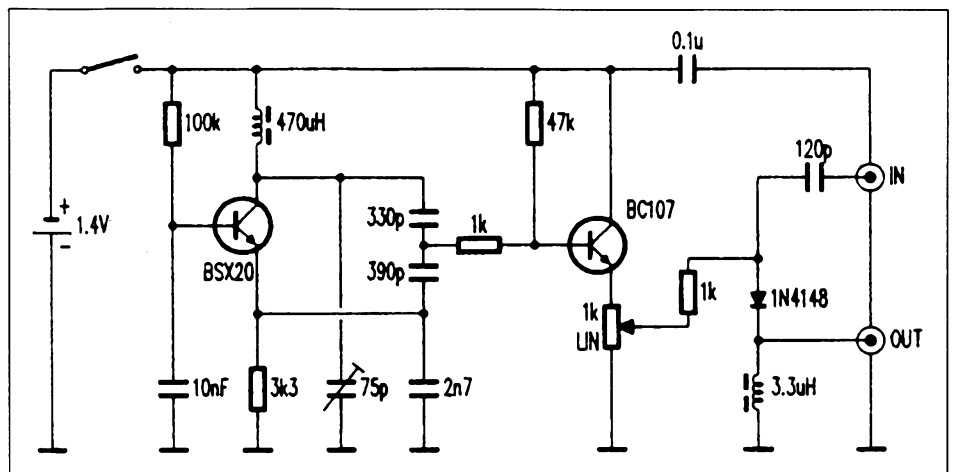 0.1u
100k
470uH
47k
120p
IN
+
1.4V
-
BSX20
330p
390p
1k
BC107
1k
LIN
1k
1N4148
OUT
10nF
3k3
75p
2n7
3.3uH